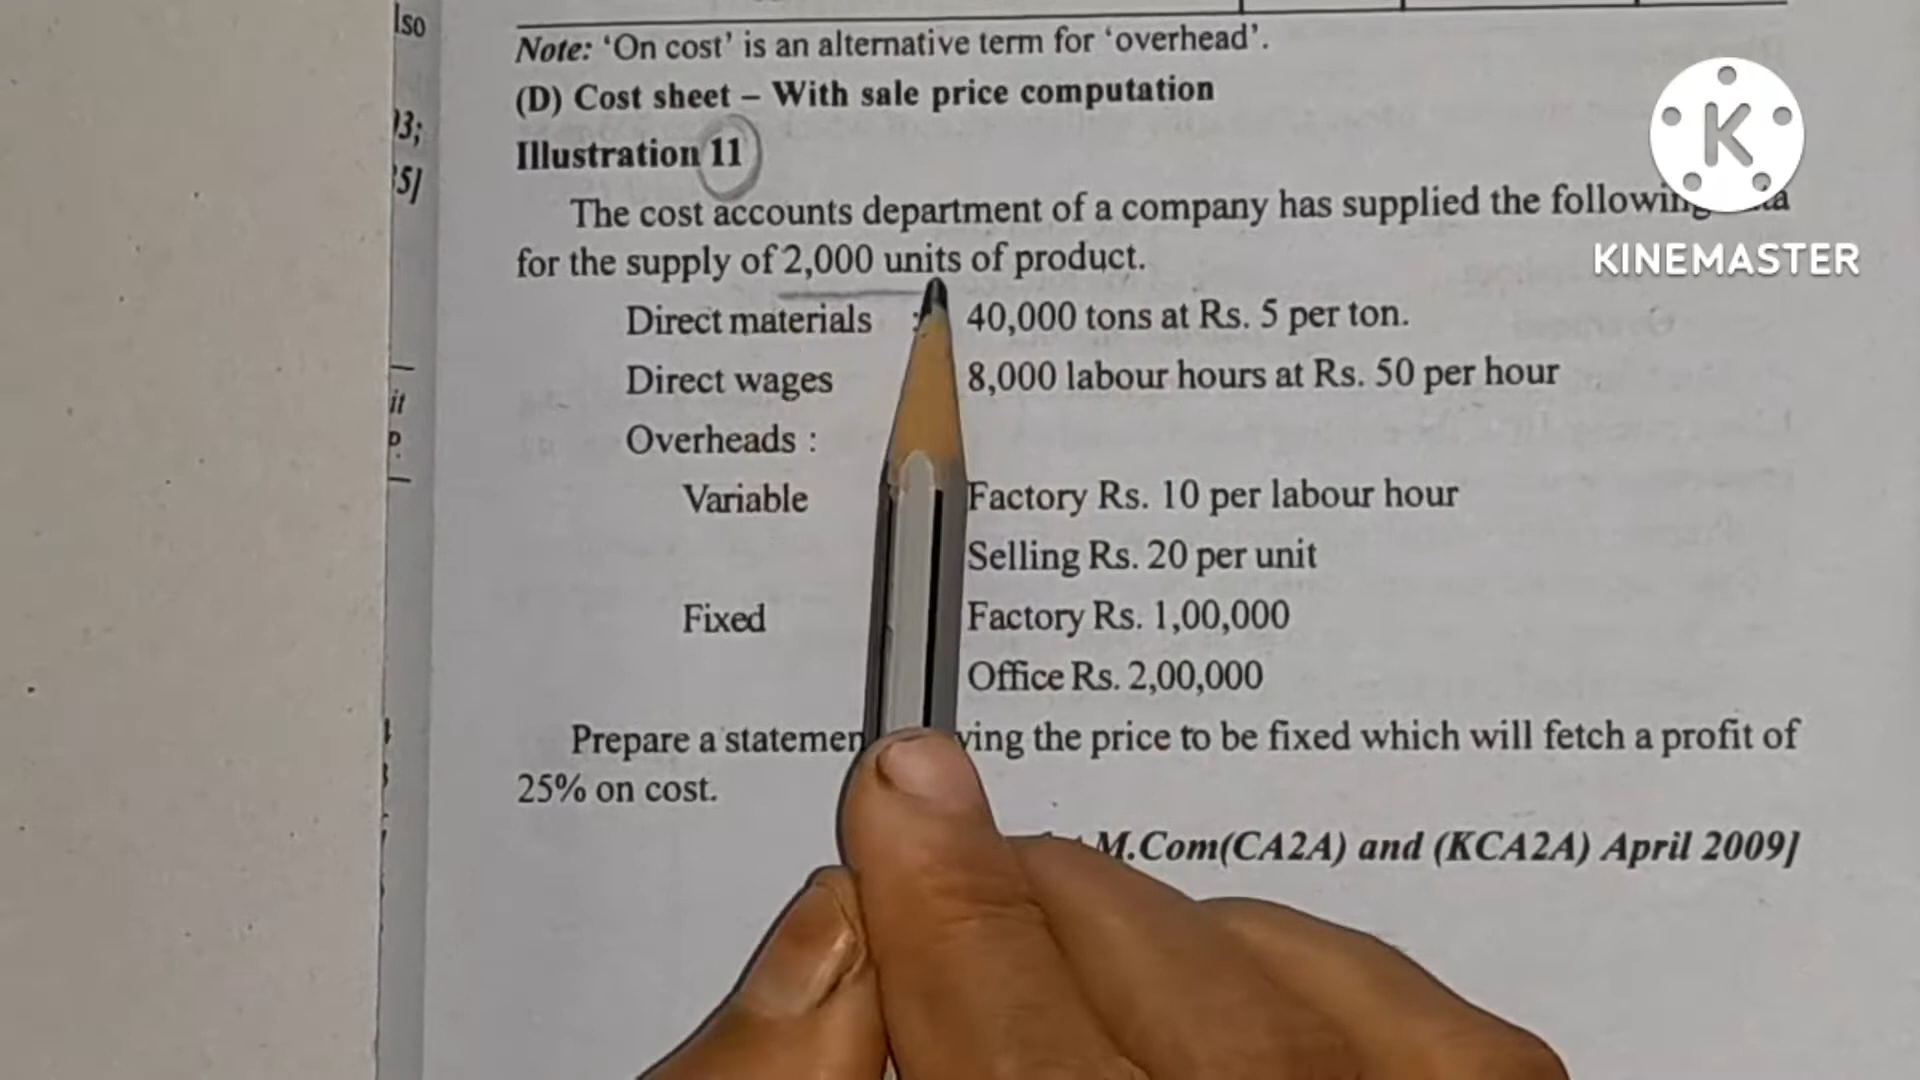 lso
Note: ‘On cost’ is an alternative term for ‘overhead’.
(D) Cost sheet – With sale price computation
3;
Illustration 11
5]
The cost accounts department of a company has supplied the
for the supply of 2,000 units of product.
KINEMASTER
Direct materials : 40,000 tons at Rs. 5 per ton.
Direct wages 8,000 labour hours at Rs. 50 per hour
it
Overheads :
P.
Variable Factory Rs. 10 per labour hour
Selling Rs. 20 per unit
Fixed Factory Rs. 1,00,000
Office Rs. 2,00,000
Prepare a the price to be fixed which will fetch a profit of
25% on cost.
M.Com(CA2A) and (KCA2A) April 2009]
K